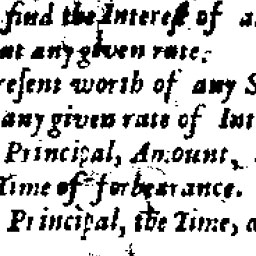 find the Intereſt of
at any given rate.
reſent worth of any S
any given rate of Int
Principal, Amount,
Time of forbearance.
Principal, the Time,